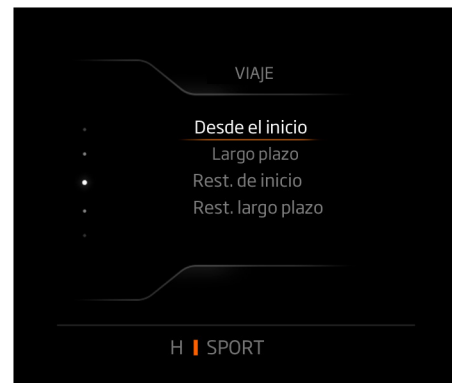 VIAJE
Desde el inicio
Largo plazo
Rest. de inicio
Rest. largo plazo
H SPORT